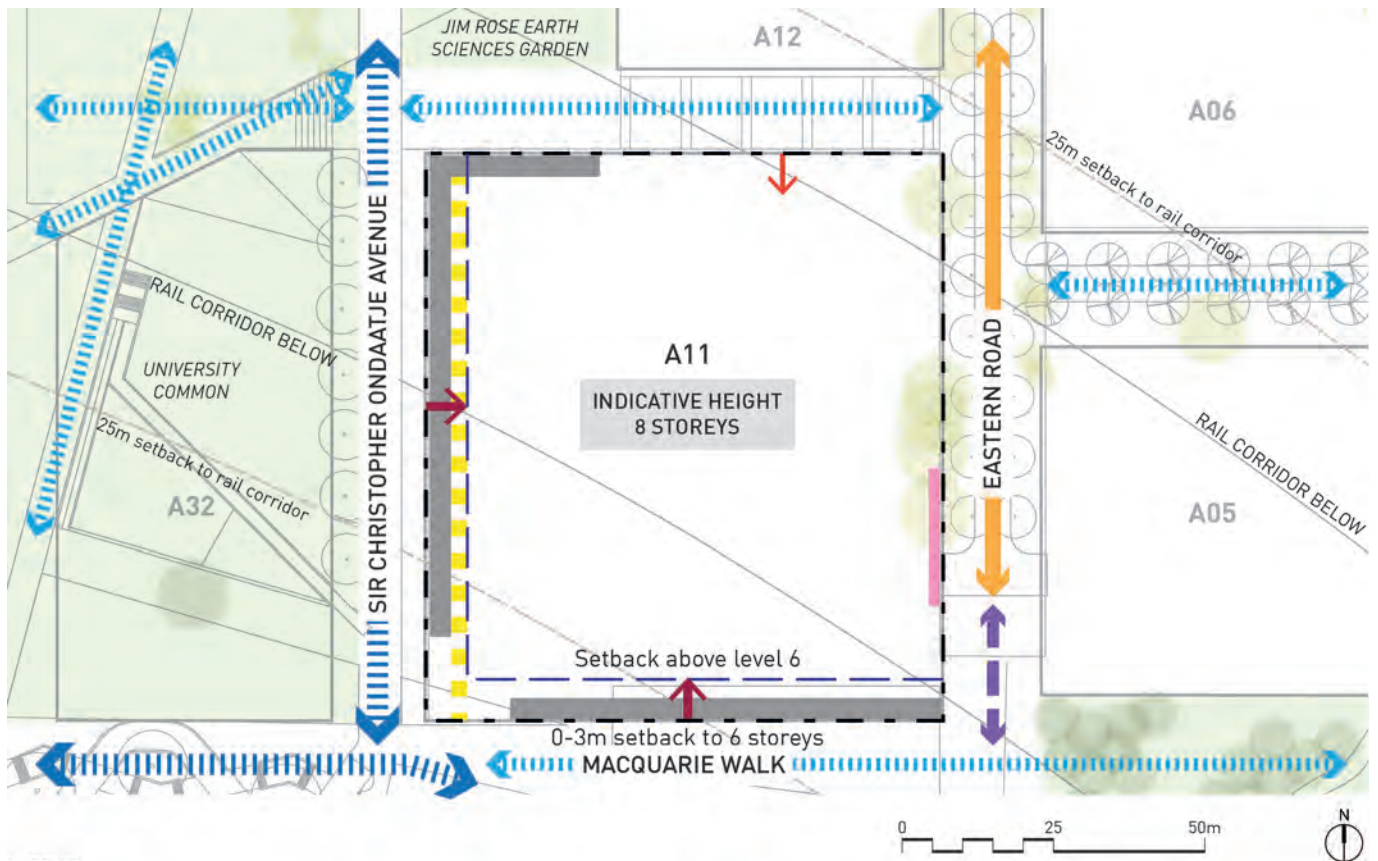 JIM ROSE EARTH
SCIENCES GARDEN
A12
A06
25m setback to rail corridor
SIR CHRISTOPHER ONDAATJE AVENUE
RAIL CORRIDOR BELOW
UNIVERSITY
COMMON
25m setback to rail corridor
A32
A11
INDICATIVE HEIGHT
8 STOREYS
EASTERN ROAD
RAIL CORRIDOR BELOW
A05
Setback above level 6
0-3m setback to 6 storeys
MACQUARIE WALK
0 25 50m
N